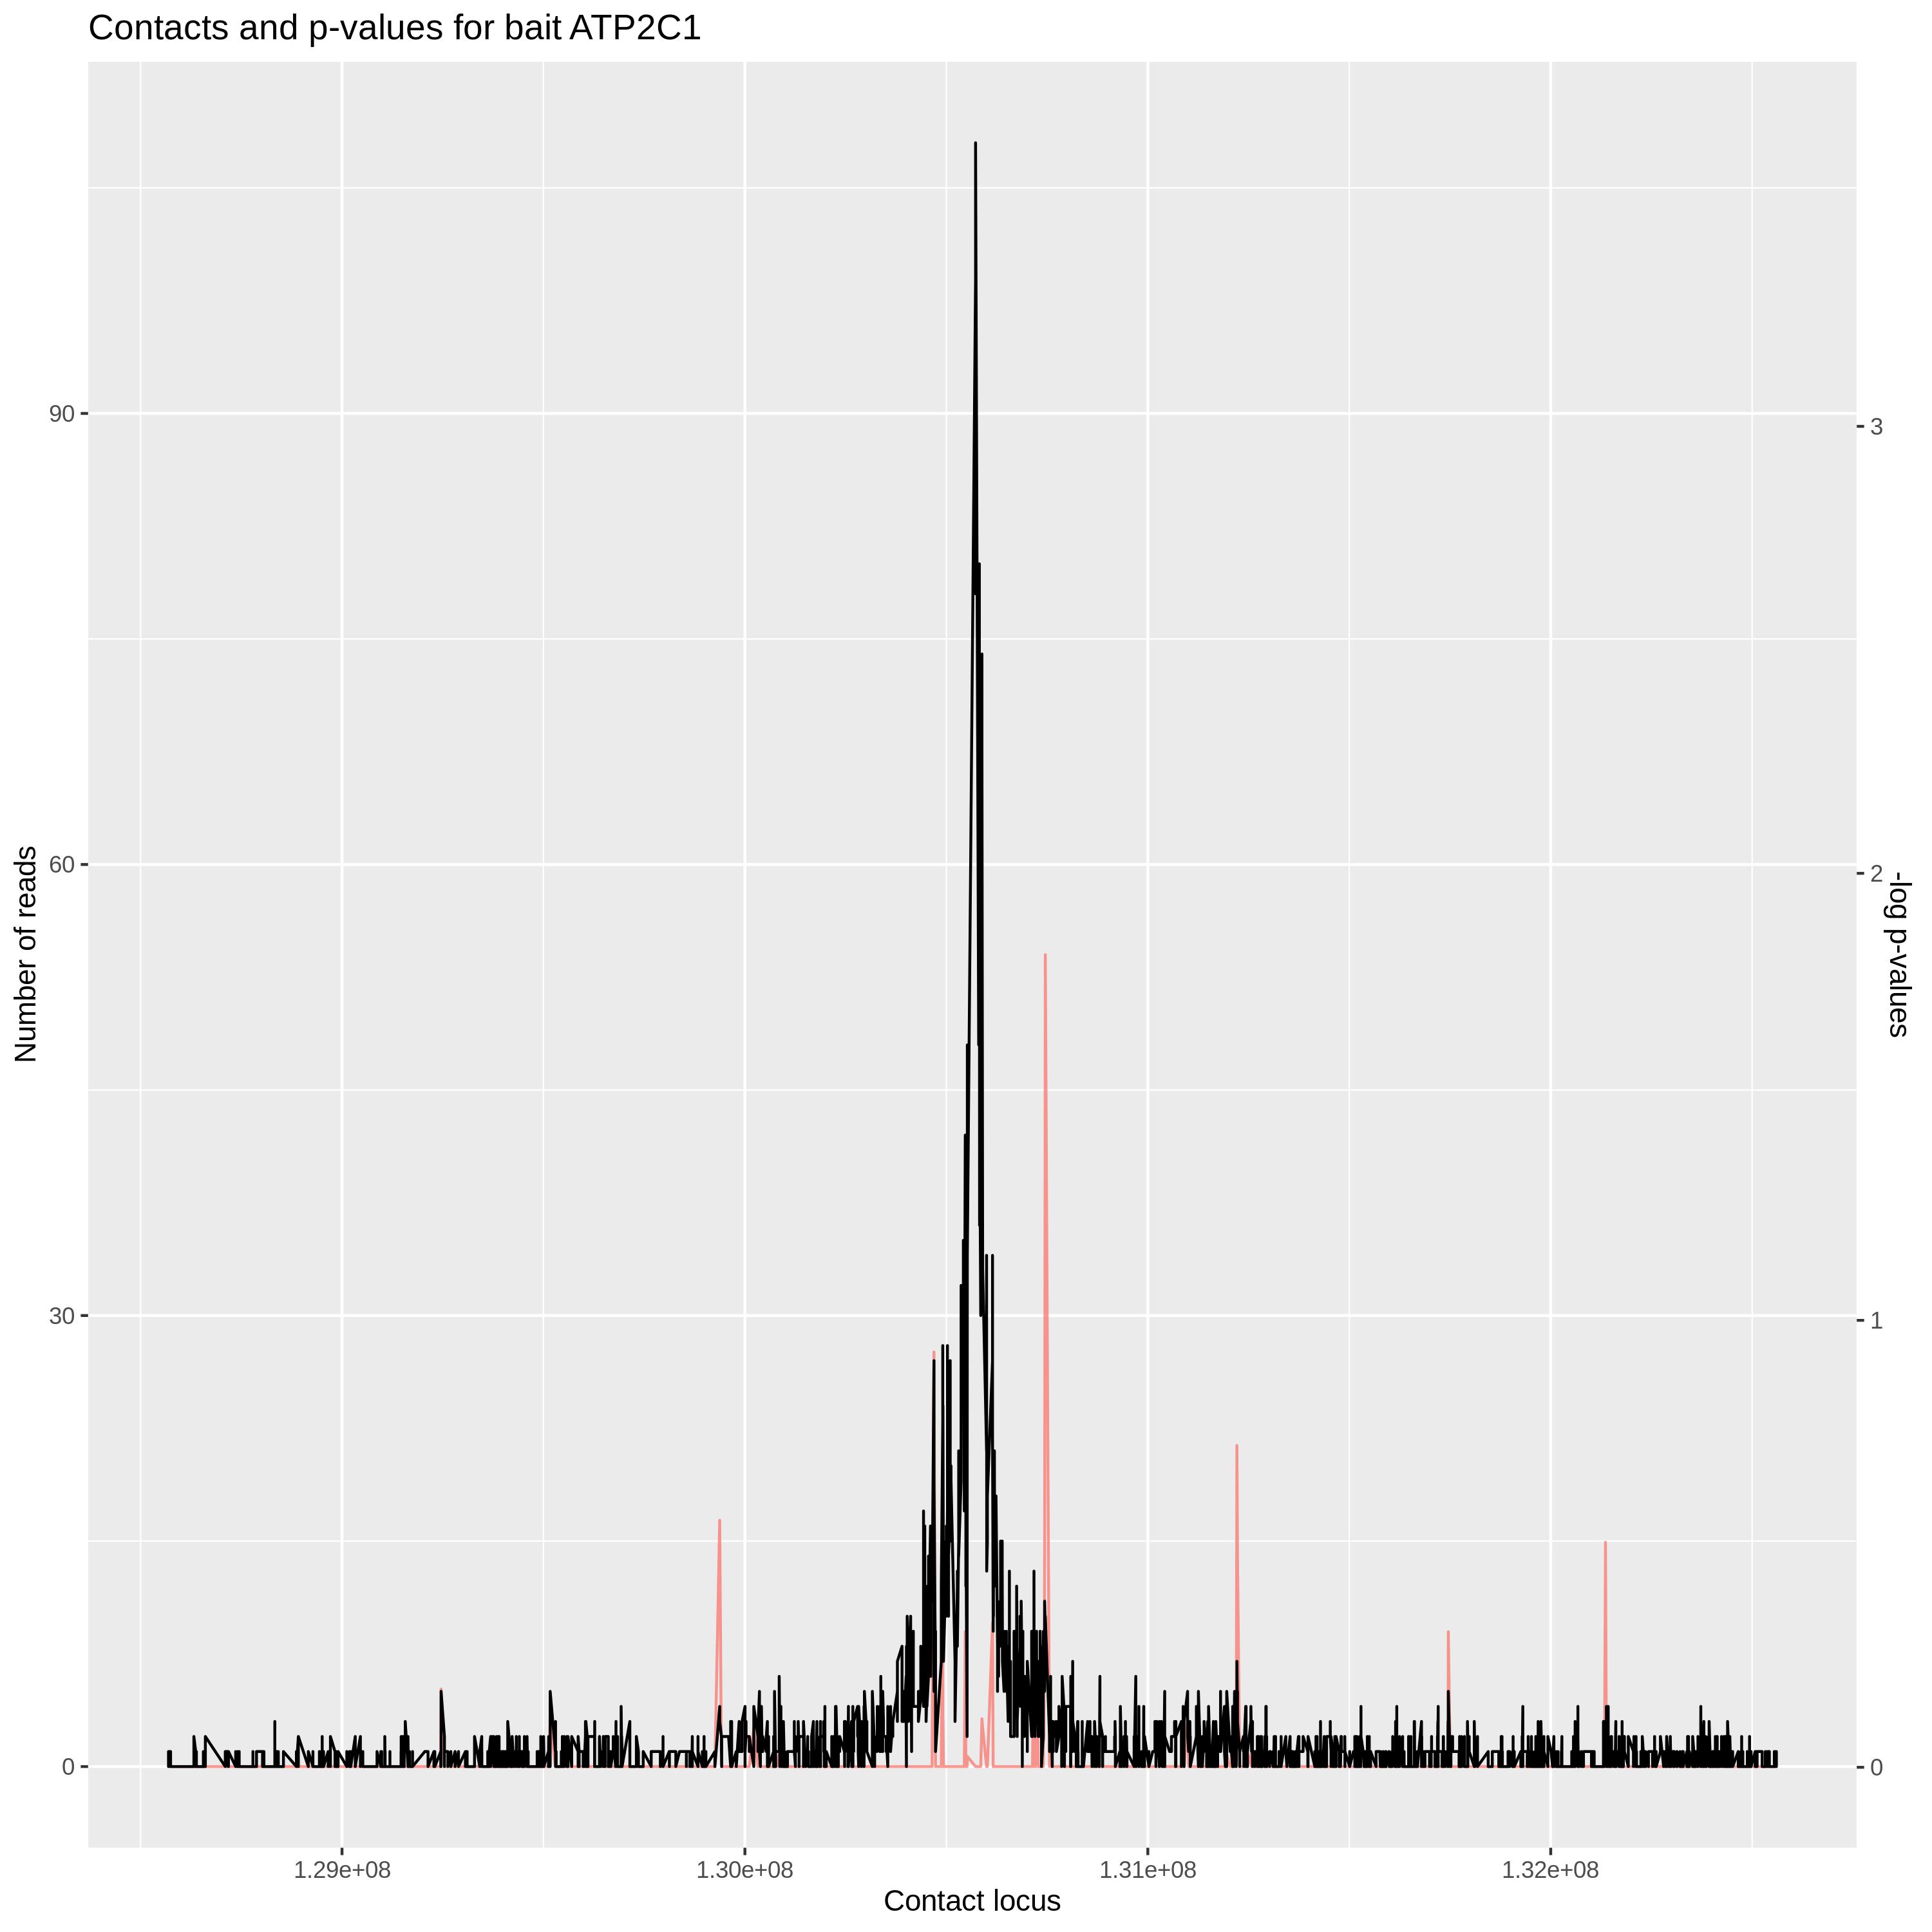 Contacts and p-values for bait ATP2C1
90
60
30
0
Number of reads
3
2
1
0
-log p-values
1.29e+08 1.30e+08 1.31e+08 1.32e+08
Contact locus